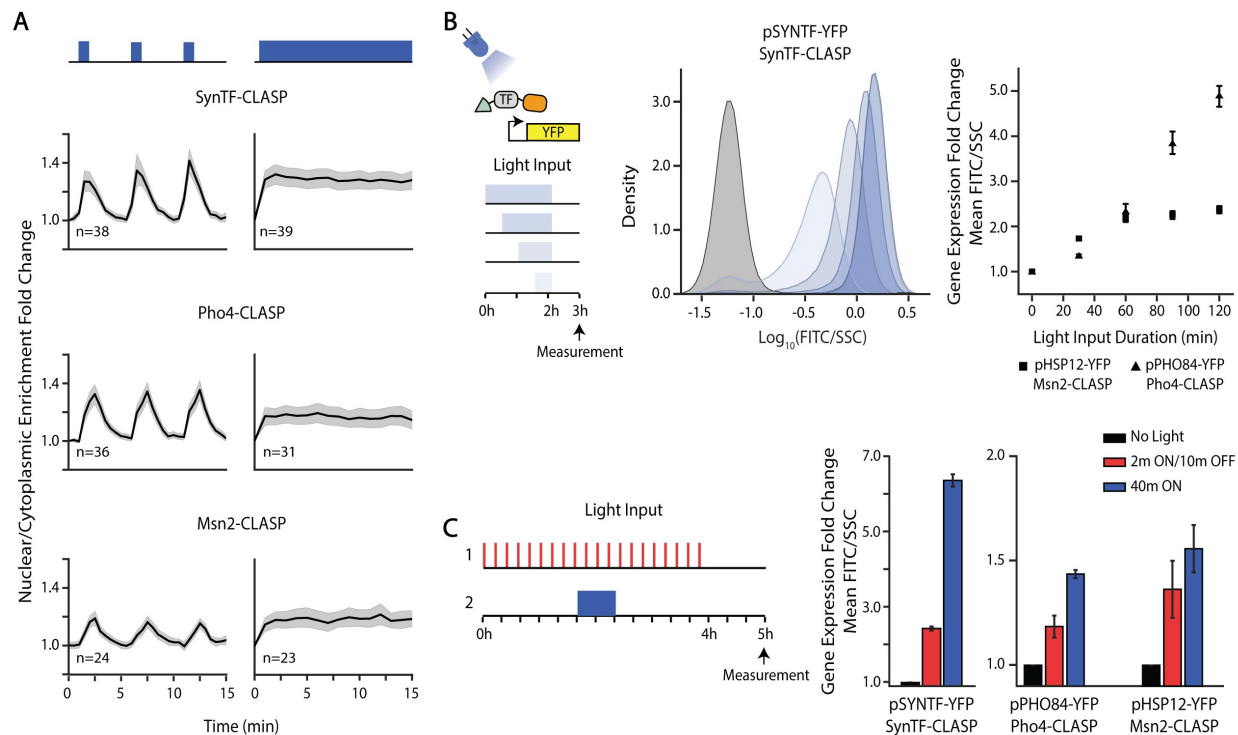 A
SynTF-CLASP
1.4
1.0
n=38
n=39
Pho4-CLASP
1.4
1.0
n=36
n=31
Msn2-CLASP
1.4
1.0
n=24
n=23
0 5 10 15 0 5 10 15
Time (min)
Nuclear/Cytoplasmic Enrichment Fold Change
B
TF
YFP
Light Input
0h 2h 3h
Measurement
pSYNTF-YFP
SynTF-CLASP
Density
3.0
2.0
1.0
0.0
-1.5 -1.0 -0.5 0.0 0.5
Log10(FITC/SSC)
Gene Expression Fold Change
Mean FITC/SSC
5.0
4.0
3.0
2.0
1.0
0 20 40 60 80 100 120
Light Input Duration (min)
pHSP12-YFP pPHO84-YFP
Msn2-CLASP Pho4-CLASP
C
Light Input
1
2
0h 4h 5h
Measurement
Gene Expression Fold Change
Mean FITC/SSC
7.0
5.0
3.0
1.0
pSYNTF-YFP
SynTF-CLASP
2.0
1.5
1.0
No Light
2m ON/10m OFF
40m ON
pPHO84-YFP pHSP12-YFP
Pho4-CLASP Msn2-CLASP